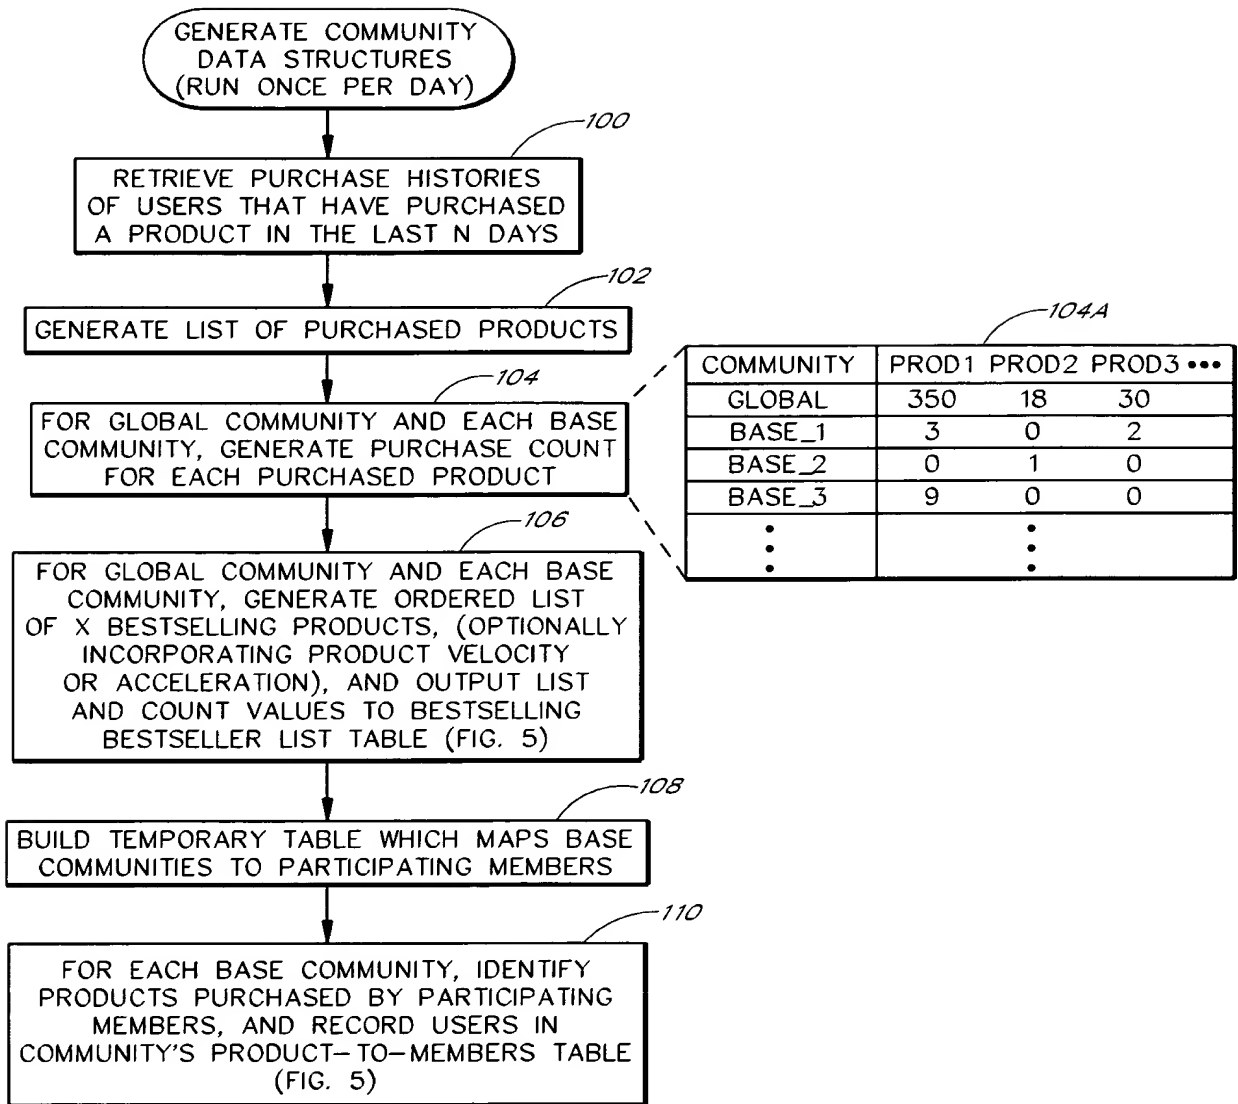 GENERATE COMMUNITY
DATA STRUCTURES
(RUN ONCE PER DAY)
100
RETRIEVE PURCHASE HISTORIES
OF USERS THAT HAVE PURCHASED
A PRODUCT IN THE LAST N DAYS
102
GENERATE LIST OF PURCHASED PRODUCTS
104
FOR GLOBAL COMMUNITY AND EACH BASE
COMMUNITY, GENERATE PURCHASE COUNT
FOR EACH PURCHASED PRODUCT
104A
COMMUNITY PROD1 PROD2 PROD3 •••
GLOBAL 350 18 30
BASE_1 3 0 2
BASE_2 0 1 0
BASE_3 9 0 0
106
FOR GLOBAL COMMUNITY AND EACH BASE
COMMUNITY, GENERATE ORDERED LIST
OF X BESTSELLING PRODUCTS, (OPTIONALLY
INCORPORATING PRODUCT VELOCITY
OR ACCELERATION), AND OUTPUT LIST
AND COUNT VALUES TO BESTSELLING
BESTSELLER LIST TABLE (FIG. 5)
108
BUILD TEMPORARY TABLE WHICH MAPS BASE
COMMUNITIES TO PARTICIPATING MEMBERS
110
FOR EACH BASE COMMUNITY, IDENTIFY
PRODUCTS PURCHASED BY PARTICIPATING
MEMBERS, AND RECORD USERS IN
COMMUNITY'S PRODUCT-TO-MEMBERS TABLE
(FIG. 5)